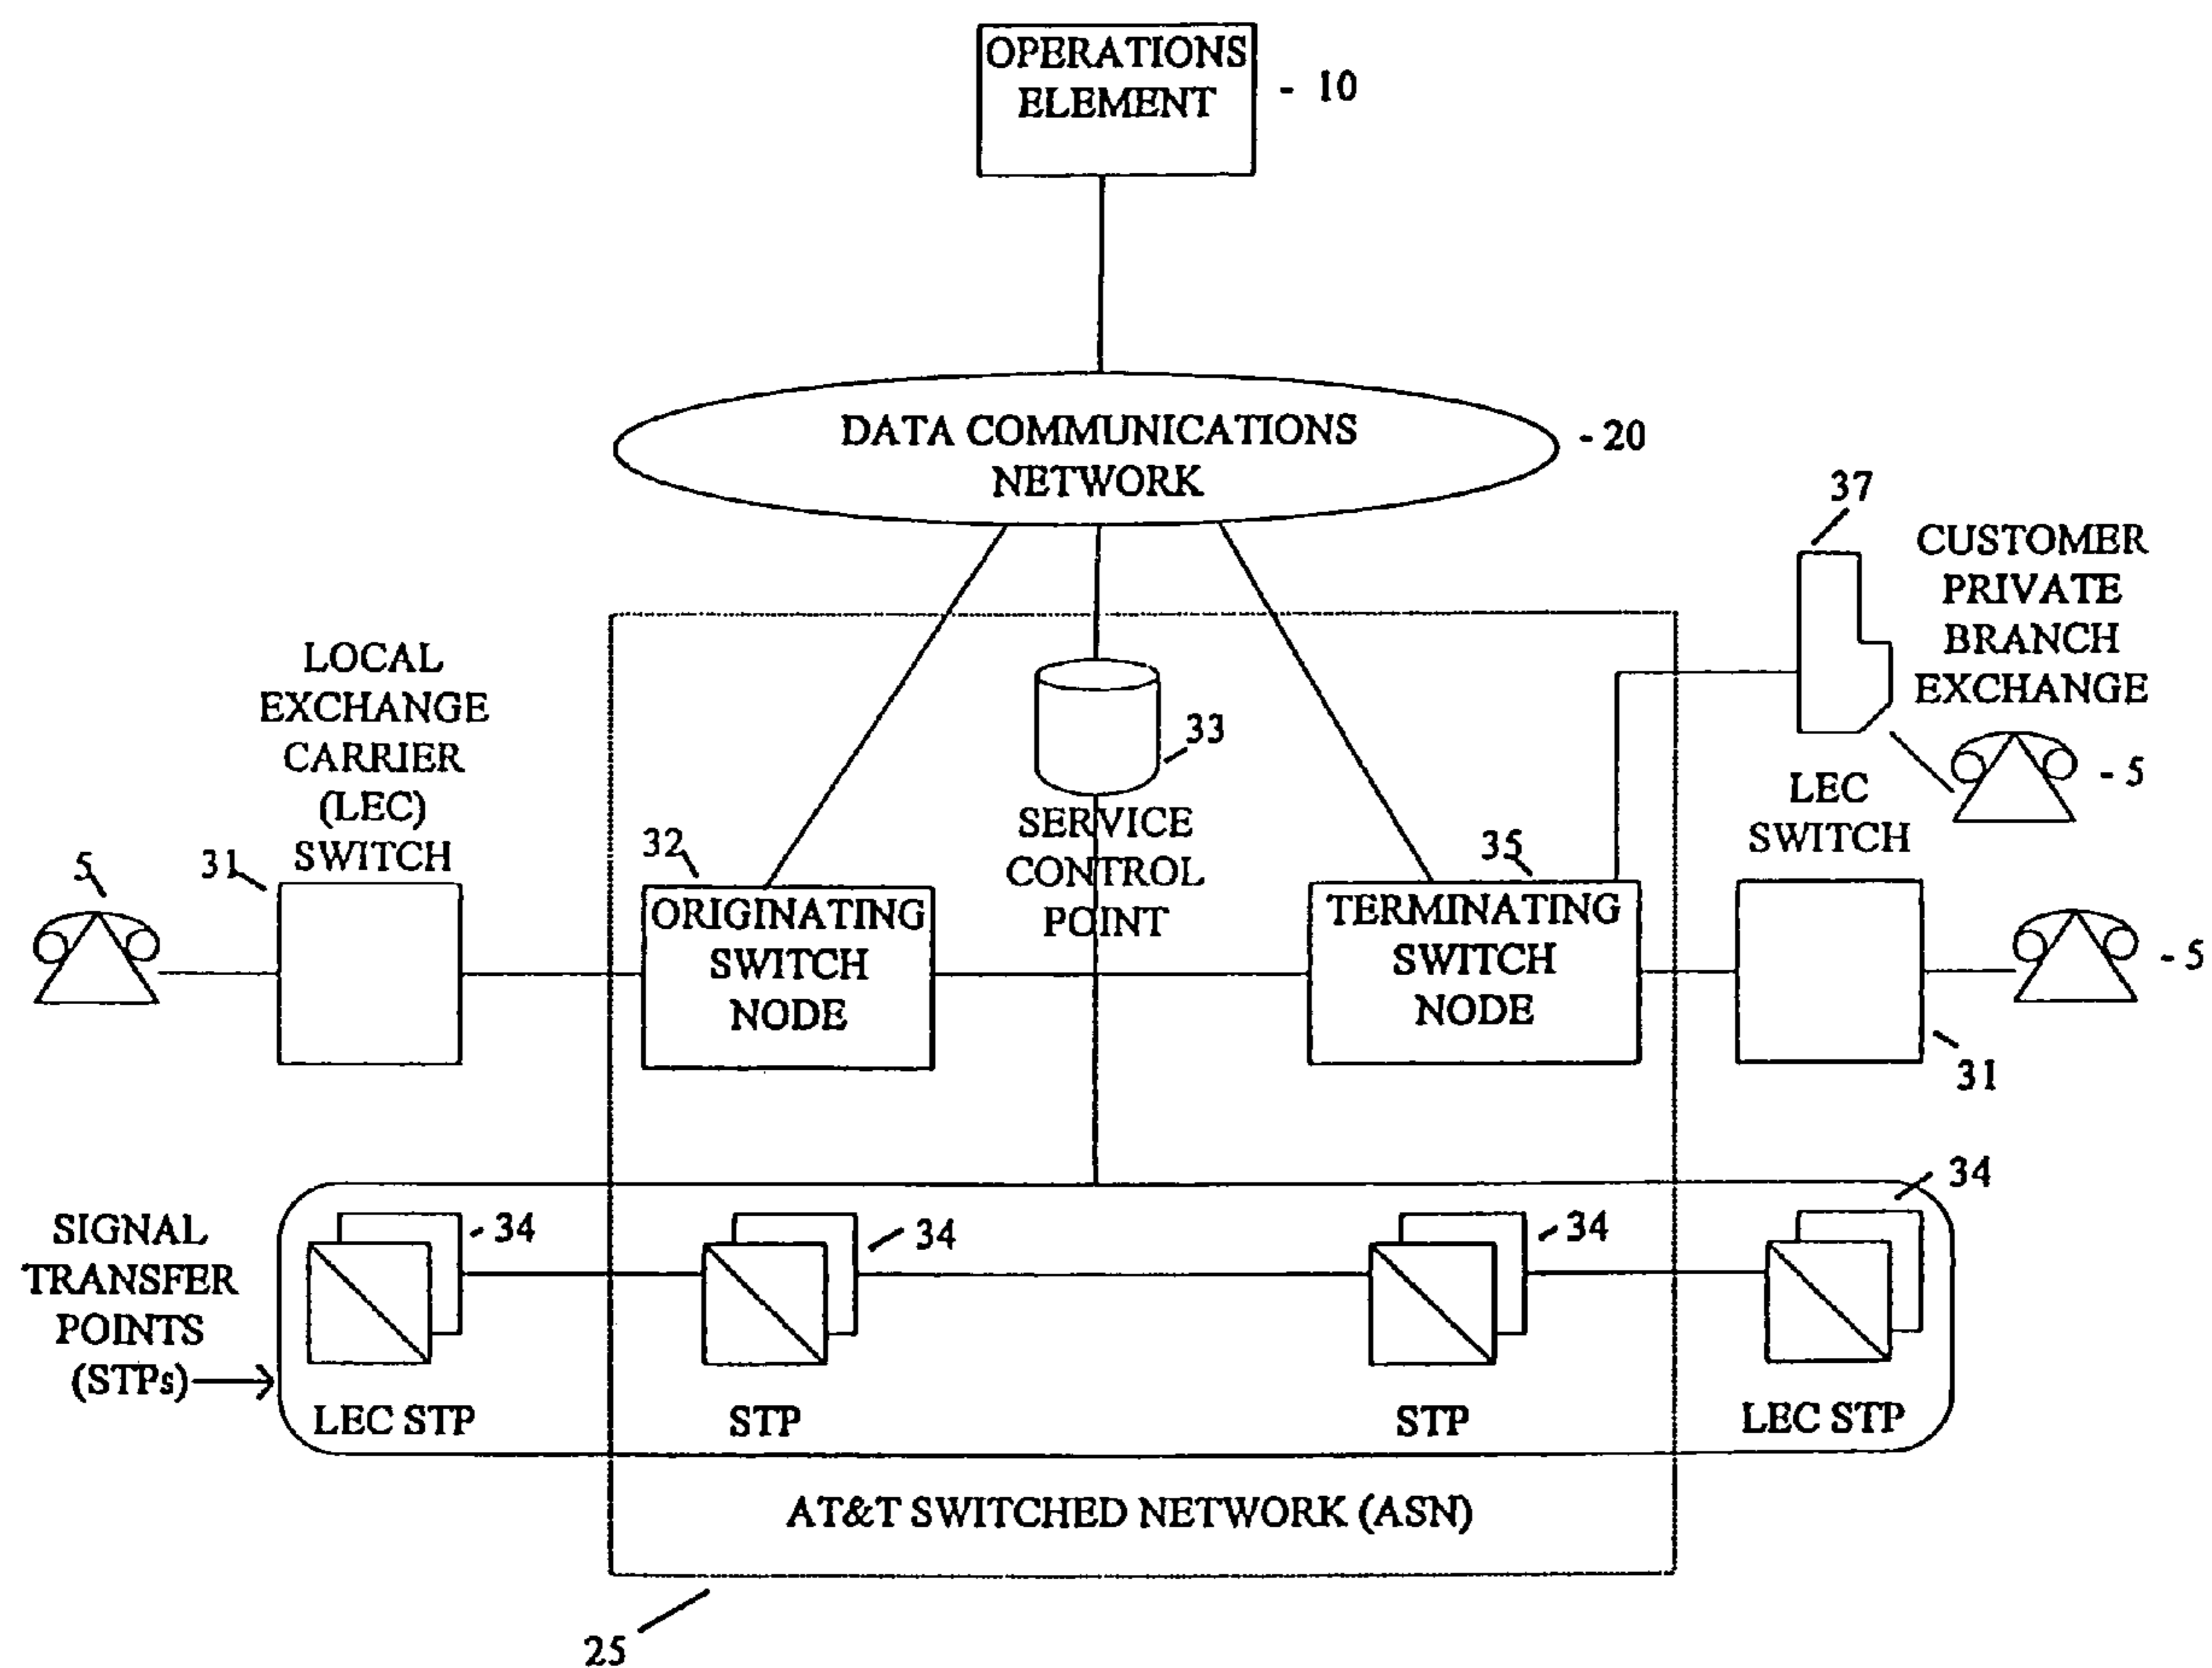 OPERATIONS
ELEMENT
- 10
DATA COMMUNICATIONS
NETWORK
- 20
37
CUSTOMER
PRIVATE
BRANCH
EXCHANGE
- 5
LOCAL
EXCHANGE
CARRIER
(LEC)
SWITCH
31
5
33
SERVICE
CONTROL
POINT
32
ORIGINATING
SWITCH
NODE
35
TERMINATING
SWITCH
NODE
LEC
SWITCH
- 5
31
SIGNAL
TRANSFER
POINTS
(STPs)
- 34
34
34
34
LEC STP
STP
STP
LEC STP
AT&T SWITCHED NETWORK (ASN)
25